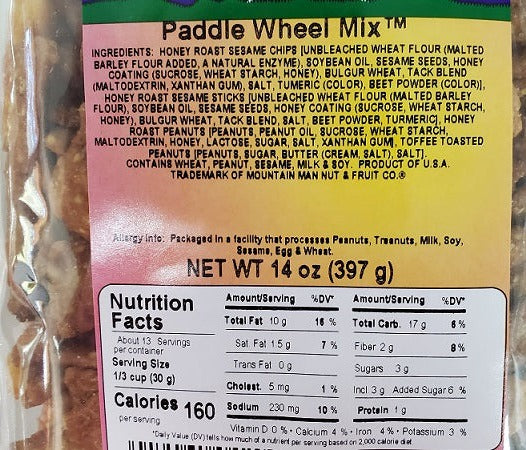 Paddle Wheel Mix™
INGREDIENTS: HONEY ROAST SESAME CHIPS [UNBLEACHED WHEAT FLOUR (MALTED
BARLEY FLOUR ADDED, A NATURAL ENZYME), SOYBEAN OIL, SESAME SEEDS, HONEY
COATING (SUCROSE, WHEAT STARCH, HONEY), BULGUR WHEAT, TACK BLEND
(MALTODEXTRIN, XANTHAN GUM), SALT, TUMERIC (COLOR), BEET POWDER (COLOR)],
HONEY ROAST SESAME STICKS [UNBLEACHED WHEAT FLOUR (MALTED BARLEY
FLOUR), SOYBEAN OIL, SESAME SEEDS, HONEY COATING (SUCROSE, WHEAT STARCH,
HONEY), BULGUR WHEAT, TACK BLEND, SALT, BEET POWDER, TURMERIC], HONEY
ROAST PEANUTS [PEANUTS, PEANUT OIL, SUCROSE, WHEAT STARCH,
MALTODEXTRIN, HONEY, LACTOSE, SUGAR, SALT, XANTHAN GUM], TOFFEE TOASTED
PEANUTS [PEANUTS, SUGAR, BUTTER (CREAM, SALT), SALT].
CONTAINS WHEAT, PEANUT, SESAME, MILK & SOY. PRODUCT OF U.S.A.
TRADEMARK OF MOUNTAIN MAN NUT & FRUIT CO.®
Allergy Info: Packaged in a facility that processes Peanuts, Treenuts, Milk, Soy,
Sesame, Egg & Wheat.
NET WT 14 oz (397 g)
Nutrition
Facts
About 13 Servings
per container
Serving Size
1/3 cup (30 g)
Calories 160
per serving
Amount/Serving %DV*
Total Fat 10 g 16 %
Sat. Fat 1.5 g 7 %
Trans Fat 0 g
Cholest. 5 mg 1 %
Sodium 230 mg 10 %
Amount/Serving %DV*
Total Carb. 17 g 6 %
Fiber 2 g 8 %
Sugars 3 g
Incl 3 g Added Sugar 6 %
Protein 1 g
Vitamin D 0 % • Calcium 4 % • Iron 4 % • Potassium 3 %
*Daily Value (DV) tells how much of a nutrient per serving based on 2,000 calorie diet